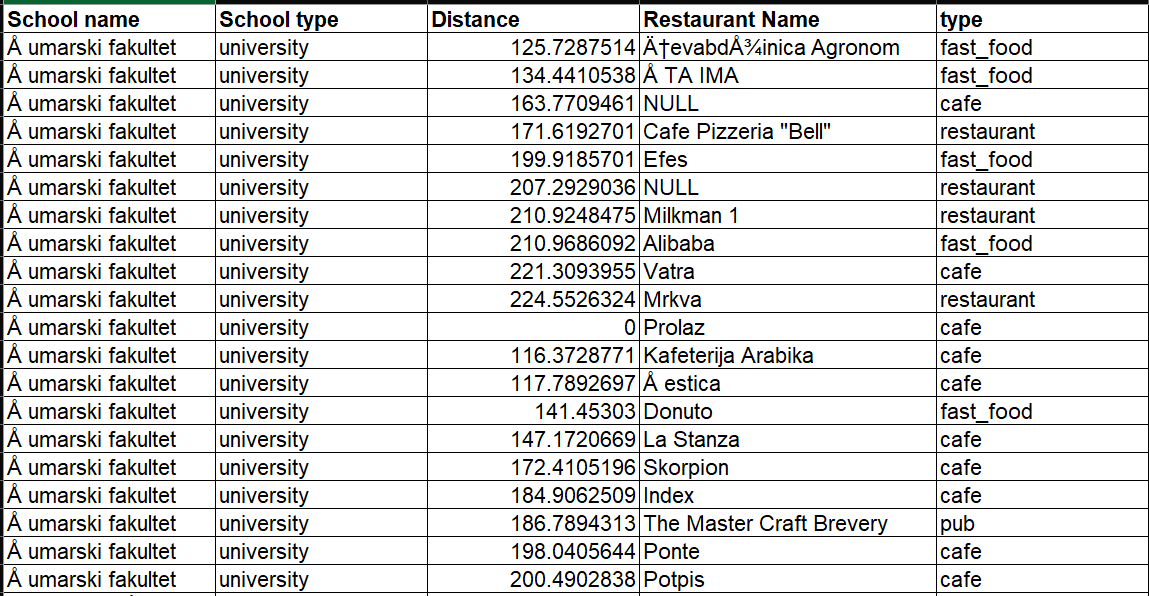 School name School type Distance Restaurant Name type
Å umarski fakultet university 125.7287514 Ä†evabdÅ¾inica Agronom fast_food
Å umarski fakultet university 134.4410538 Å TA IMA fast_food
Å umarski fakultet university 163.7709461 NULL cafe
Å umarski fakultet university 171.6192701 Cafe Pizzeria "Bell" restaurant
Å umarski fakultet university 199.9185701 Efes fast_food
Å umarski fakultet university 207.2929036 NULL restaurant
Å umarski fakultet university 210.9248475 Milkman 1 restaurant
Å umarski fakultet university 210.9686092 Alibaba fast_food
Å umarski fakultet university 221.3093955 Vatra cafe
Å umarski fakultet university 224.5526324 Mrkva restaurant
Å umarski fakultet university 0 Prolaz cafe
Å umarski fakultet university 116.3728771 Kafeterija Arabika cafe
Å umarski fakultet university 117.7892697 Å estica cafe
Å umarski fakultet university 141.45303 Donuto fast_food
Å umarski fakultet university 147.1720669 La Stanza cafe
Å umarski fakultet university 172.4105196 Skorpion cafe
Å umarski fakultet university 184.9062509 Index cafe
Å umarski fakultet university 186.7894313 The Master Craft Brevery pub
Å umarski fakultet university 198.0405644 Ponte cafe
Å umarski fakultet university 200.4902838 Potpis cafe